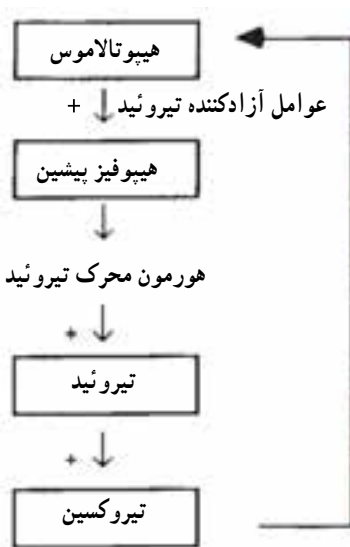 هیپوتالاموس
عوامل آزادکننده تیروئید +
هیپوفیز پیشین
هورمون محرک تیروئید
+
تیروئید
+
تیروکسین